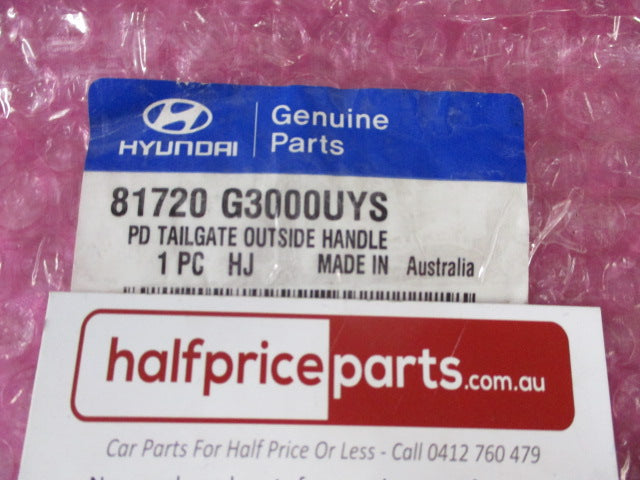 HYUNDAI
Genuine
Parts
81720 G3000UYS
PD TAILGATE OUTSIDE HANDLE
1 PC HJ MADE IN Australia
halfpriceparts.com.au
Car Parts For Half Price Or Less - Call 0412 760 479